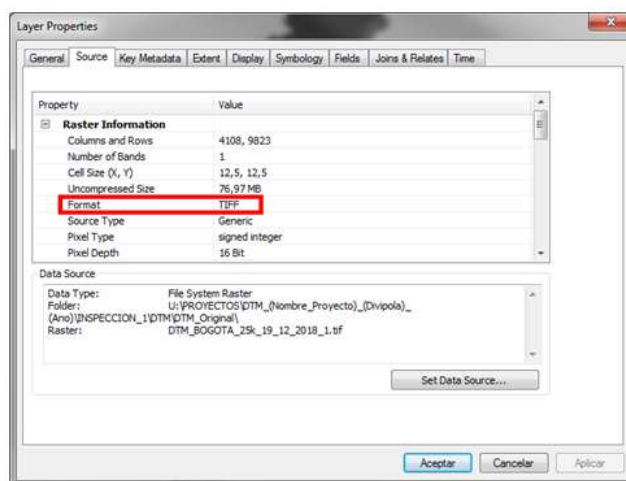 Layer Properties
General Source Key Metadata Extent Display Symbology Fields Joins & Relates Time
Property Value
Raster Information
Columns and Rows 4108, 9823
Number of Bands 1
Cell Size (X, Y) 12,5, 12,5
Uncompressed Size 76,97 MB
Format TIFF
Source Type Generic
Pixel Type signed integer
Pixel Depth 16 Bit
Data Source
Data Type: File System Raster
Folder: U:\PROYECTOS\DTM_(Nombre_Proyecto)_(Divipola)_
(Ano)\INSPECCION_1\DTM\DTM_Original\
Raster: DTM_BOGOTA_25k_19_12_2018_1.tif
Set Data Source...
Aceptar Cancelar Aplicar